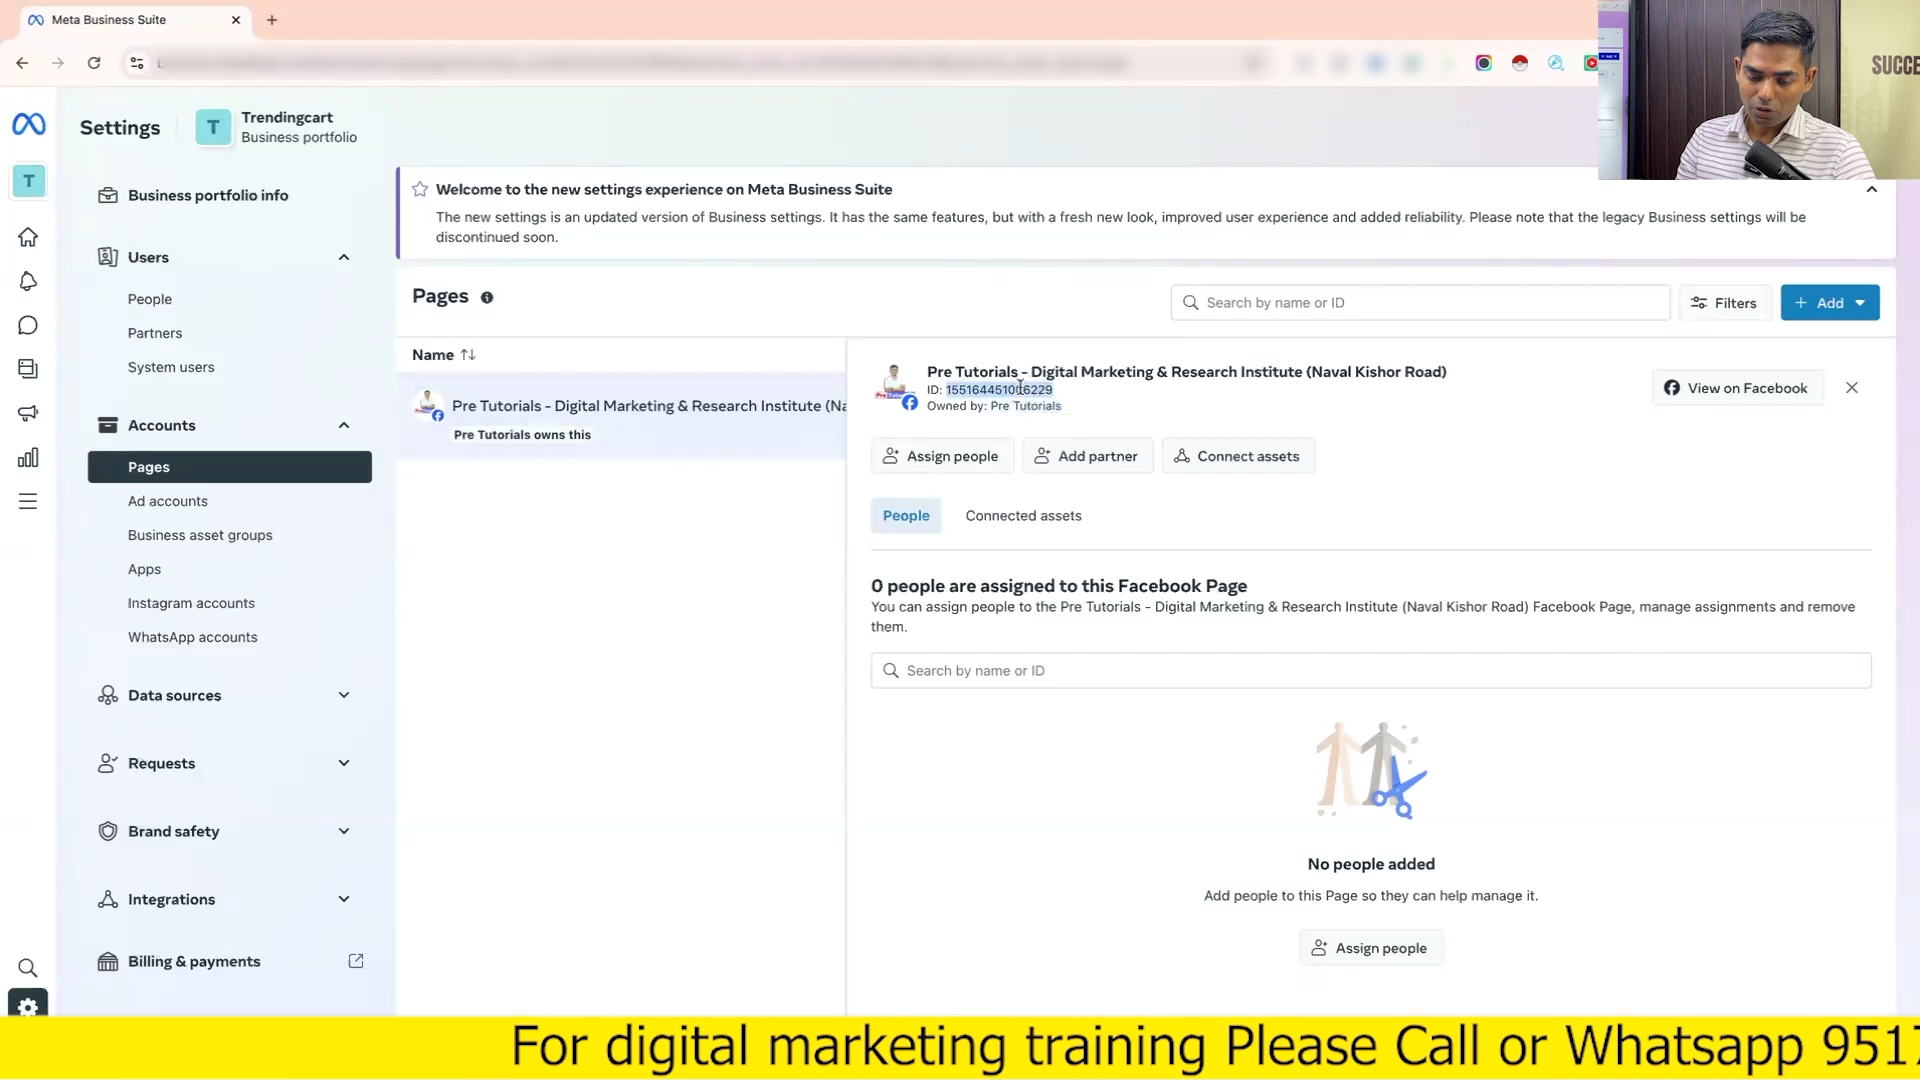 Meta Business Suite
SUCCE
Settings
T
Trendingcart
Business portfolio
T
Business portfolio info
Users
People
Partners
System users
Accounts
Pages
Ad accounts
Business asset groups
Apps
Instagram accounts
WhatsApp accounts
Data sources
Requests
Brand safety
Integrations
Billing & payments
Welcome to the new settings experience on Meta Business Suite
The new settings is an updated version of Business settings. It has the same features, but with a fresh new look, improved user experience and added reliability. Please note that the legacy Business settings will be
discontinued soon.
Pages
Search by name or ID
Filters
+ Add
Name
Pre Tutorials - Digital Marketing & Research Institute (Na
Pre Tutorials owns this
Pre Tutorials - Digital Marketing & Research Institute (Naval Kishor Road)
ID:
Owned by: Pre Tutorials
View on Facebook
Assign people
Add partner
Connect assets
People
Connected assets
0 people are assigned to this Facebook Page
You can assign people to the Pre Tutorials - Digital Marketing & Research Institute (Naval Kishor Road) Facebook Page, manage assignments and remove
them.
Search by name or ID
No people added
Add people to this Page so they can help manage it.
Assign people
For digital marketing training Please Call or Whatsapp 9517